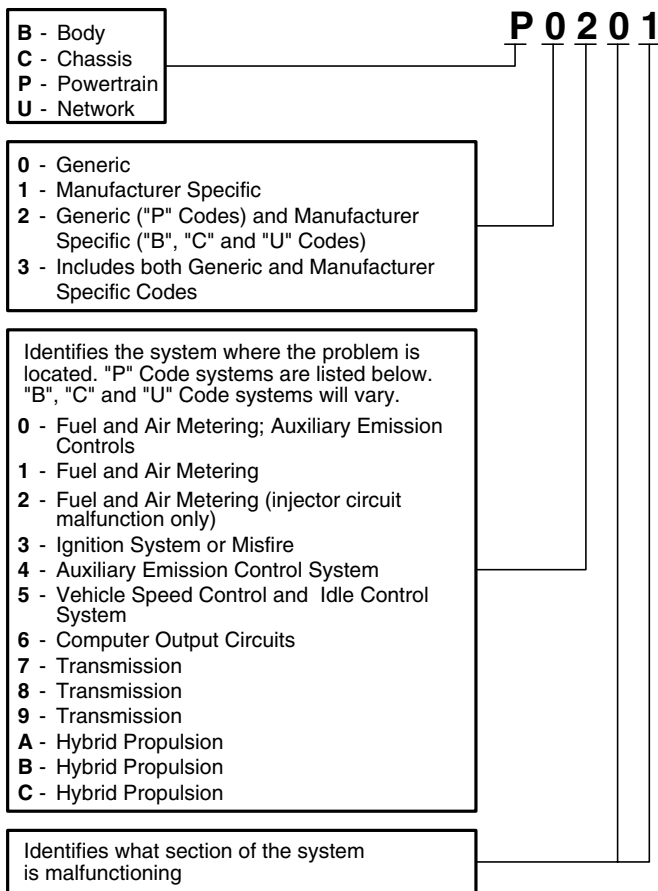 P 0 2 0 1
B - Body
C - Chassis
P - Powertrain
U - Network
0 - Generic
1 - Manufacturer Specific
2 - Generic ("P" Codes) and Manufacturer
Specific ("B", "C" and "U" Codes)
3 - Includes both Generic and Manufacturer
Specific Codes
Identifies the system where the problem is
located. "P" Code systems are listed below.
"B", "C" and "U" Code systems will vary.
0 - Fuel and Air Metering; Auxiliary Emission
Controls
1 - Fuel and Air Metering
2 - Fuel and Air Metering (injector circuit
malfunction only)
3 - Ignition System or Misfire
4 - Auxiliary Emission Control System
5 - Vehicle Speed Control and Idle Control
System
6 - Computer Output Circuits
7 - Transmission
8 - Transmission
9 - Transmission
A - Hybrid Propulsion
B - Hybrid Propulsion
C - Hybrid Propulsion
Identifies what section of the system
is malfunctioning